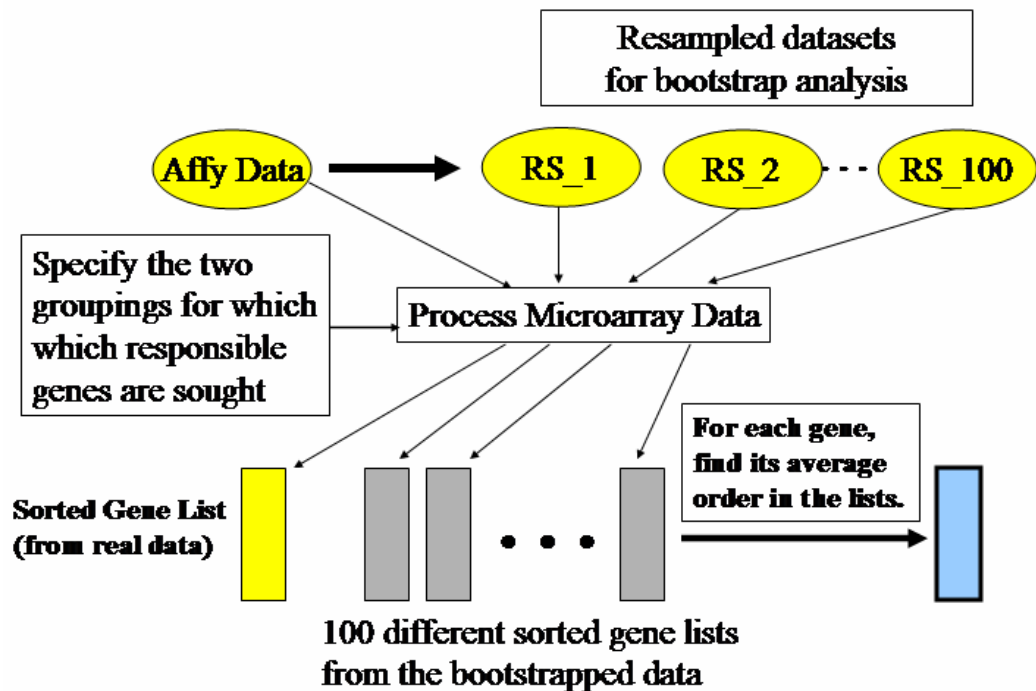 Resampled datasets
for bootstrap analysis
Affy Data
RS_1
RS_2
RS_100
Specify the two
groupings for which
which responsible
genes are sought
Process Microarray Data
For each gene,
find its average
order in the lists.
Sorted Gene List
(from real data)
100 different sorted gene lists
from the bootstrapped data